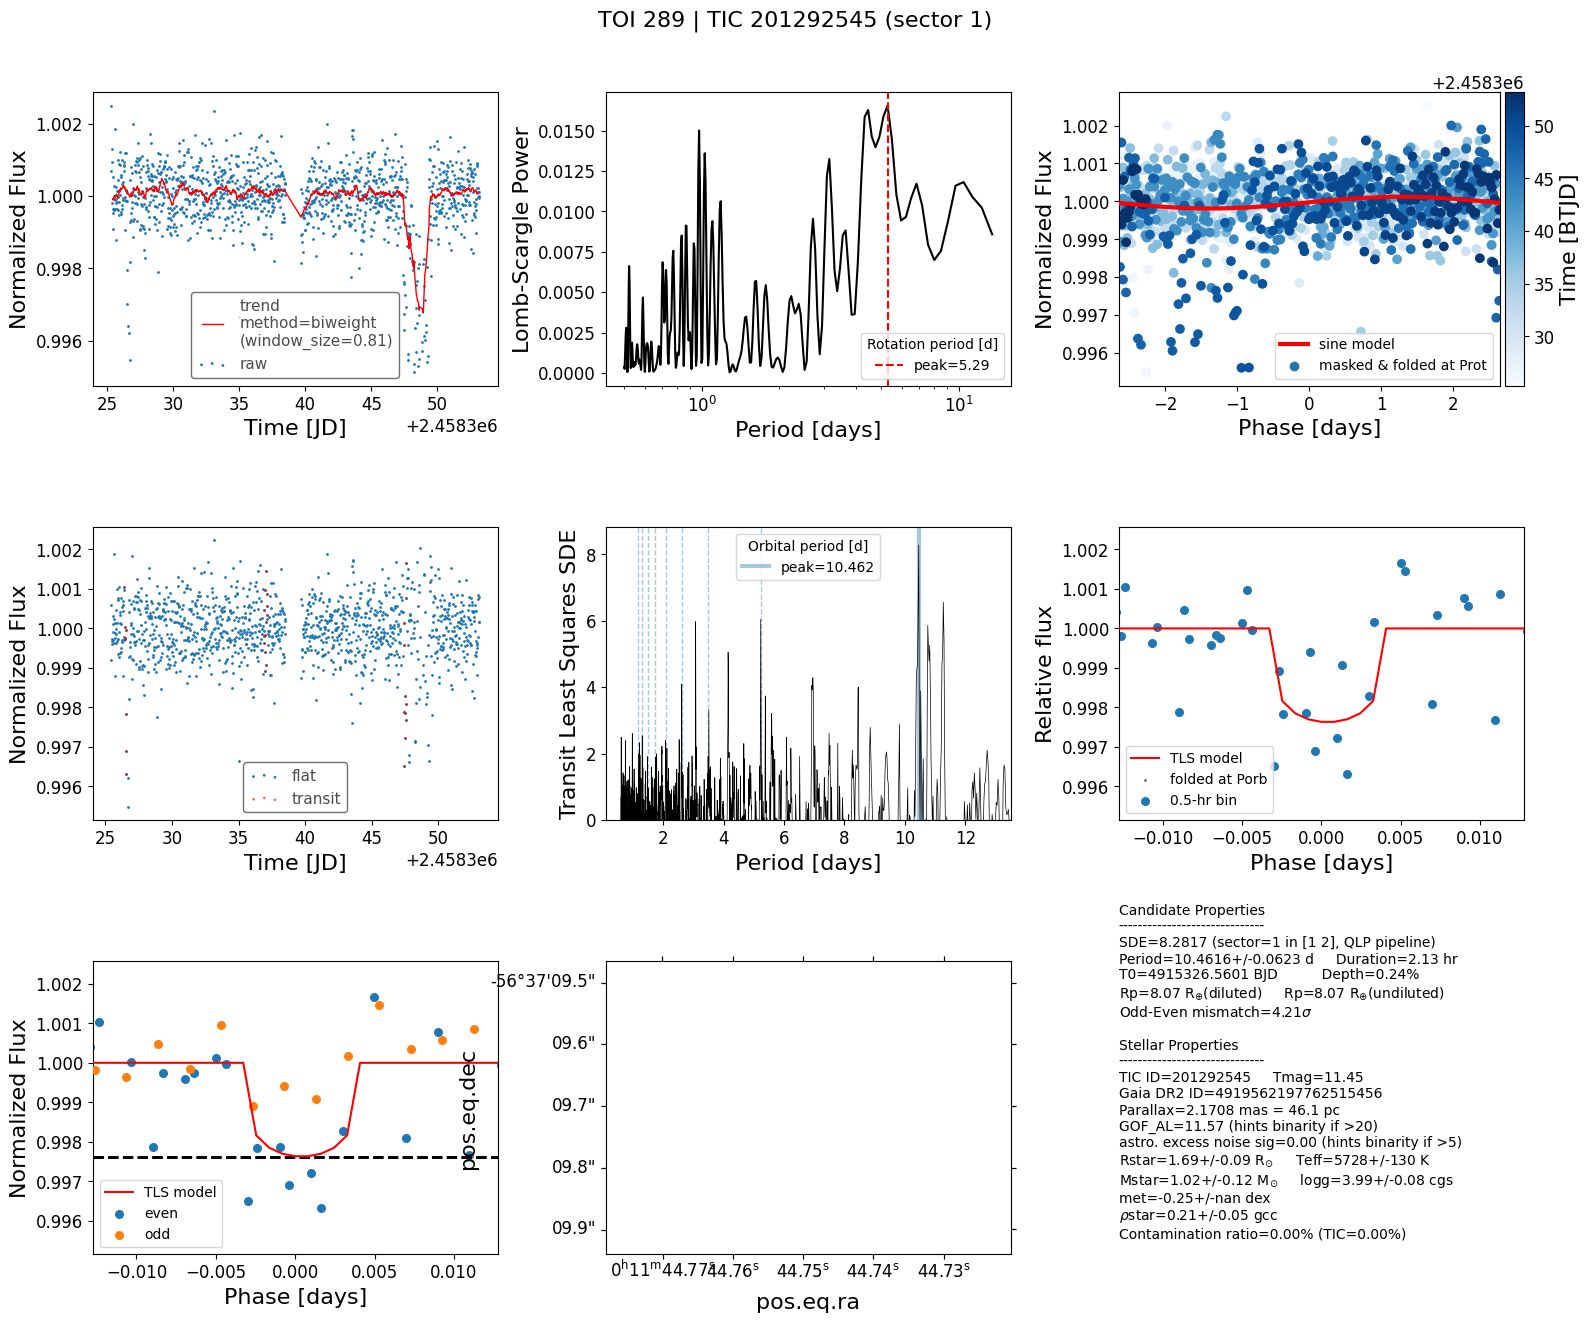 TOI 289 | TIC 201292545 (sector 1)
Normalized Flux
1.002
1.000
0.998
0.996
trend
method=biweight
(window_size=0.81)
raw
25
30
35
40
45
50
Time [JD]
+2.4583e6
Lomb-Scargle Power
0.0150
0.0125
0.0100
0.0075
0.0050
0.0025
0.0000
Rotation period [d]
peak=5.29
10⁰
10¹
Period [days]
+2.4583e6
Normalized Flux
1.002
1.001
1.000
0.999
0.998
0.997
0.996
sine model
masked & folded at Prot
−2
−1
0
1
2
Phase [days]
50
45
40
35
30
Time [BTJD]
Normalized Flux
1.002
1.001
1.000
0.999
0.998
0.997
0.996
flat
transit
25
30
35
40
45
50
Time [JD]
+2.4583e6
Transit Least Squares SDE
8
6
4
2
0
Orbital period [d]
peak=10.462
2
4
6
8
10
12
Period [days]
Relative flux
1.002
1.001
1.000
0.999
0.998
0.997
0.996
TLS model
folded at Porb
0.5-hr bin
−0.010
−0.005
0.000
0.005
0.010
Phase [days]
Normalized Flux
1.002
1.001
1.000
0.999
0.998
0.997
0.996
TLS model
even
odd
−0.010
−0.005
0.000
0.005
0.010
Phase [days]
pos.eq.dec
-56°37'09.5"
09.6"
09.7"
09.8"
09.9"
0ʰ11ᵐ44.77ˢ
44.76ˢ
44.75ˢ
44.74ˢ
44.73ˢ
pos.eq.ra
Candidate Properties
------------------------------
SDE=8.2817 (sector=1 in [1 2], QLP pipeline)
Period=10.4616+/-0.0623 d     Duration=2.13 hr
T0=4915326.5601 BJD          Depth=0.24%
Rp=8.07 R⊕(diluted)     Rp=8.07 R⊕(undiluted)
Odd-Even mismatch=4.21σ
Stellar Properties
------------------------------
TIC ID=201292545     Tmag=11.45
Gaia DR2 ID=4919562197762515456
Parallax=2.1708 mas = 46.1 pc
GOF_AL=11.57 (hints binarity if >20)
astro. excess noise sig=0.00 (hints binarity if >5)
Rstar=1.69+/-0.09 R⊙     Teff=5728+/-130 K
Mstar=1.02+/-0.12 M⊙     logg=3.99+/-0.08 cgs
met=-0.25+/-nan dex
ρstar=0.21+/-0.05 gcc
Contamination ratio=0.00% (TIC=0.00%)